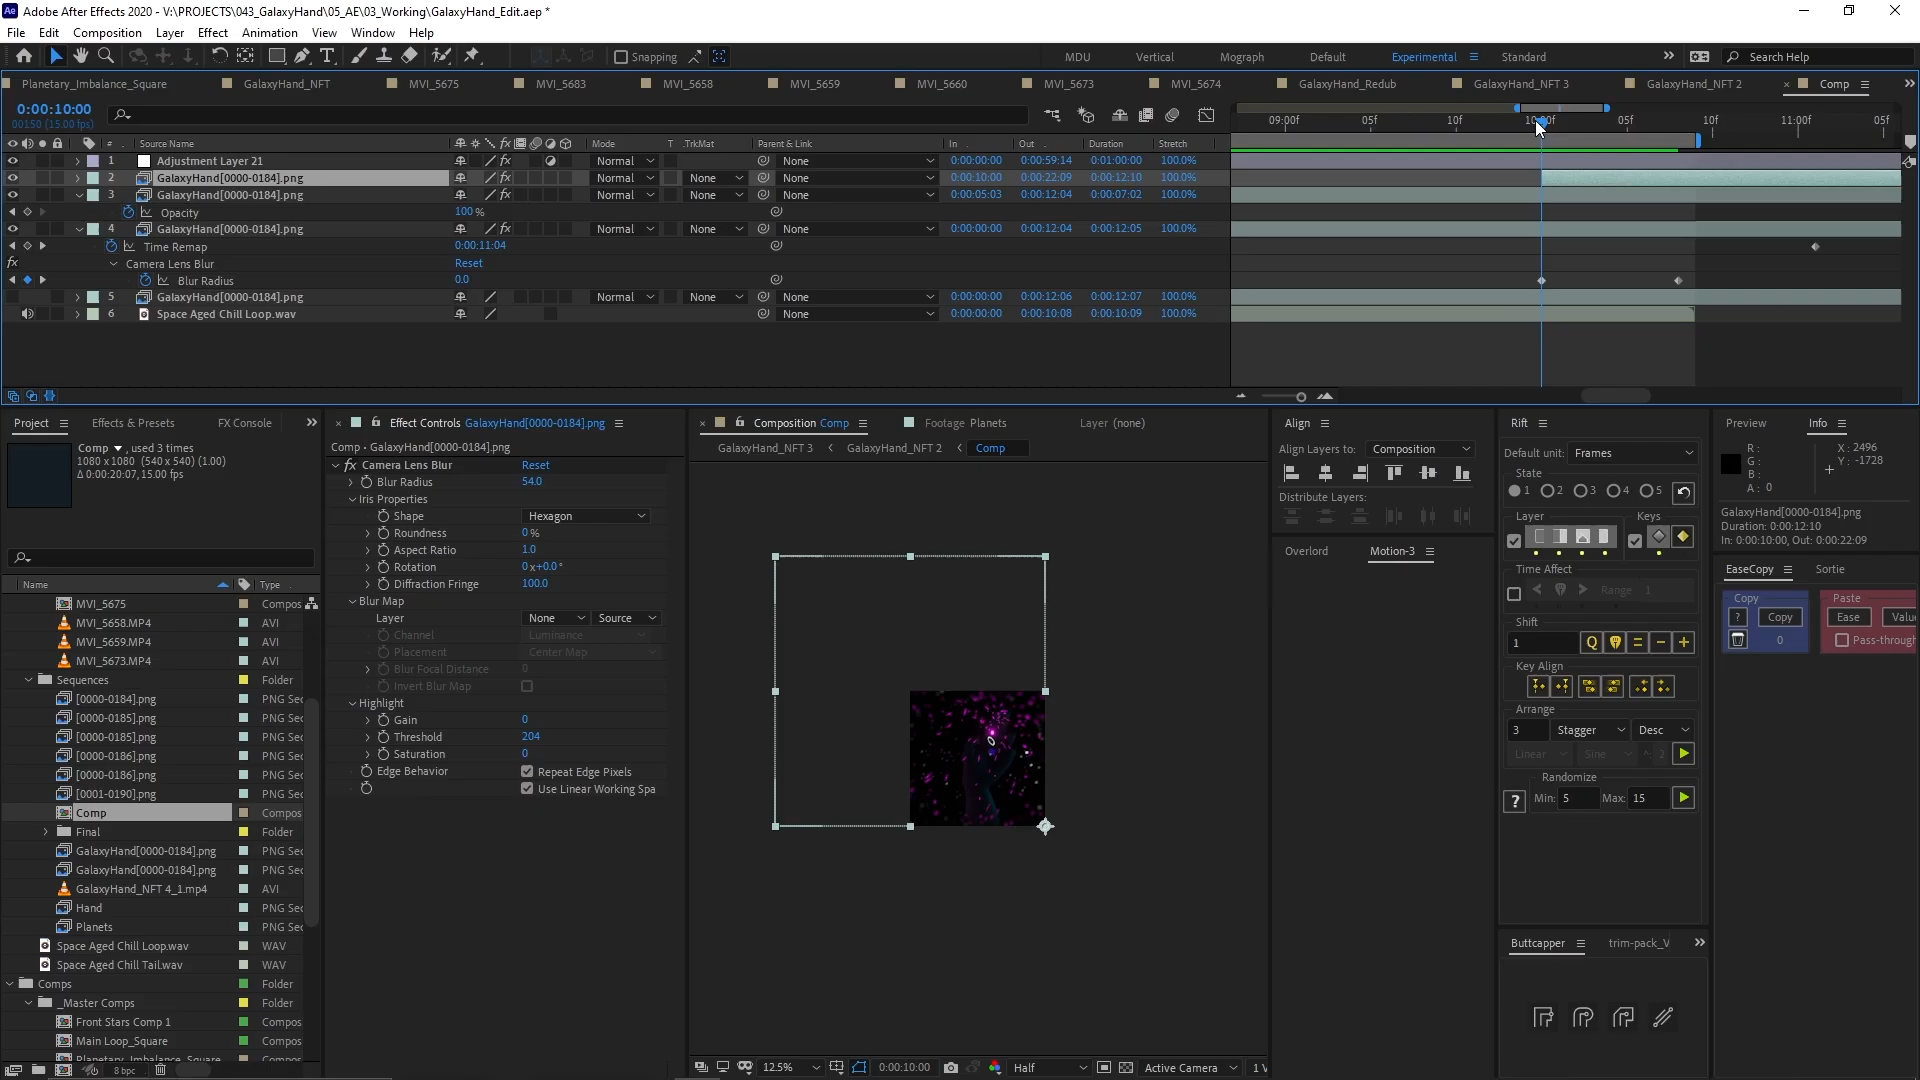 Adobe After Effects 2020 - V:\PROJECTS\043_GalaxyHand\05_AE\03_Working\GalaxyHand_Edit.aep *
File Edit Composition Layer Effect Animation View Window Help
Snapping MDU Vertical Mograph Default Experimental Standard Search Help
Planetary_Imbalance_Square GalaxyHand_NFT MVI_5675 MVI_5683 MVI_5658 MVI_5659 MVI_5660 MVI_5673 MVI_5674 GalaxyHand_Redub GalaxyHand_NFT 3 GalaxyHand_NFT 2 Comp
0:00:10:00
00150 (15.00 fps)
09:00f 05f 10f 10:00f 05f 10f 11:00f 05f
# Source Name Mode T .TrkMat Parent & Link In Out Duration Stretch
1 Adjustment Layer 21 Normal None 0:00:00:00 0:00:59:14 0:01:00:00 100.0%
2 GalaxyHand[0000-0184].png Normal None None 0:00:10:00 0:00:22:09 0:00:12:10 100.0%
3 GalaxyHand[0000-0184].png Normal None None 0:00:05:03 0:00:12:04 0:00:07:02 100.0%
Opacity 100 %
4 GalaxyHand[0000-0184].png Normal None None 0:00:00:00 0:00:12:04 0:00:12:05 100.0%
Time Remap 0:00:11:04
fx Camera Lens Blur Reset
Blur Radius 0.0
5 GalaxyHand[0000-0184].png Normal None None 0:00:00:00 0:00:12:06 0:00:12:07 100.0%
6 Space Aged Chill Loop.wav None 0:00:00:00 0:00:10:08 0:00:10:09 100.0%
Project Effects & Presets FX Console
Comp , used 3 times
1080 x 1080 (540 x 540) (1.00)
Δ 0:00:20:07, 15.00 fps
Name Type
MVI_5675 Compos
MVI_5658.MP4 AVI
MVI_5659.MP4 AVI
MVI_5673.MP4 AVI
Sequences Folder
[0000-0184].png PNG Sec
[0000-0185].png PNG Sec
[0000-0185].png PNG Sec
[0000-0186].png PNG Sec
[0000-0186].png PNG Sec
[0001-0190].png PNG Sec
Comp Compos
Final Folder
GalaxyHand[0000-0184].png PNG Sec
GalaxyHand[0000-0184].png PNG Sec
GalaxyHand_NFT 4_1.mp4 AVI
Hand PNG Sec
Planets PNG Sec
Space Aged Chill Loop.wav WAV
Space Aged Chill Tail.wav WAV
Comps Folder
_Master Comps Folder
Front Stars Comp 1 Compos
Main Loop_Square Compos
Planetary_Imbalance_Square Compos
8 bpc
Effect Controls GalaxyHand[0000-0184].png
Comp • GalaxyHand[0000-0184].png
fx Camera Lens Blur Reset
Blur Radius 54.0
Iris Properties
Shape Hexagon
Roundness 0 %
Aspect Ratio 1.0
Rotation 0 x+0.0 °
Diffraction Fringe 100.0
Blur Map
Layer None Source
Channel Luminance
Placement Center Map
Blur Focal Distance 0
Invert Blur Map
Highlight
Gain 0
Threshold 204
Saturation 0
Edge Behavior Repeat Edge Pixels
Use Linear Working Spa
Composition Comp Footage Planets Layer (none)
GalaxyHand_NFT 3 GalaxyHand_NFT 2 Comp
12.5% 0:00:10:00 Half Active Camera 1 V
Align
Align Layers to: Composition
Distribute Layers:
Overlord Motion-3
Rift
Default unit: Frames
State
1 2 3 4 5
Layer Keys
Time Affect
Range 1
Shift
1 Q = − +
Key Align
Arrange
3 Stagger Desc
Linear Sine ^ 2
Randomize
? Min: 5 Max: 15
Buttcapper trim-pack_V
Preview Info
R : X : 2496
G : Y : -1728
B :
A : 0
GalaxyHand[0000-0184].png
Duration: 0:00:12:10
In: 0:00:10:00, Out: 0:00:22:09
EaseCopy Sortie
Copy Paste
? Copy Ease Valu
0 Pass-through